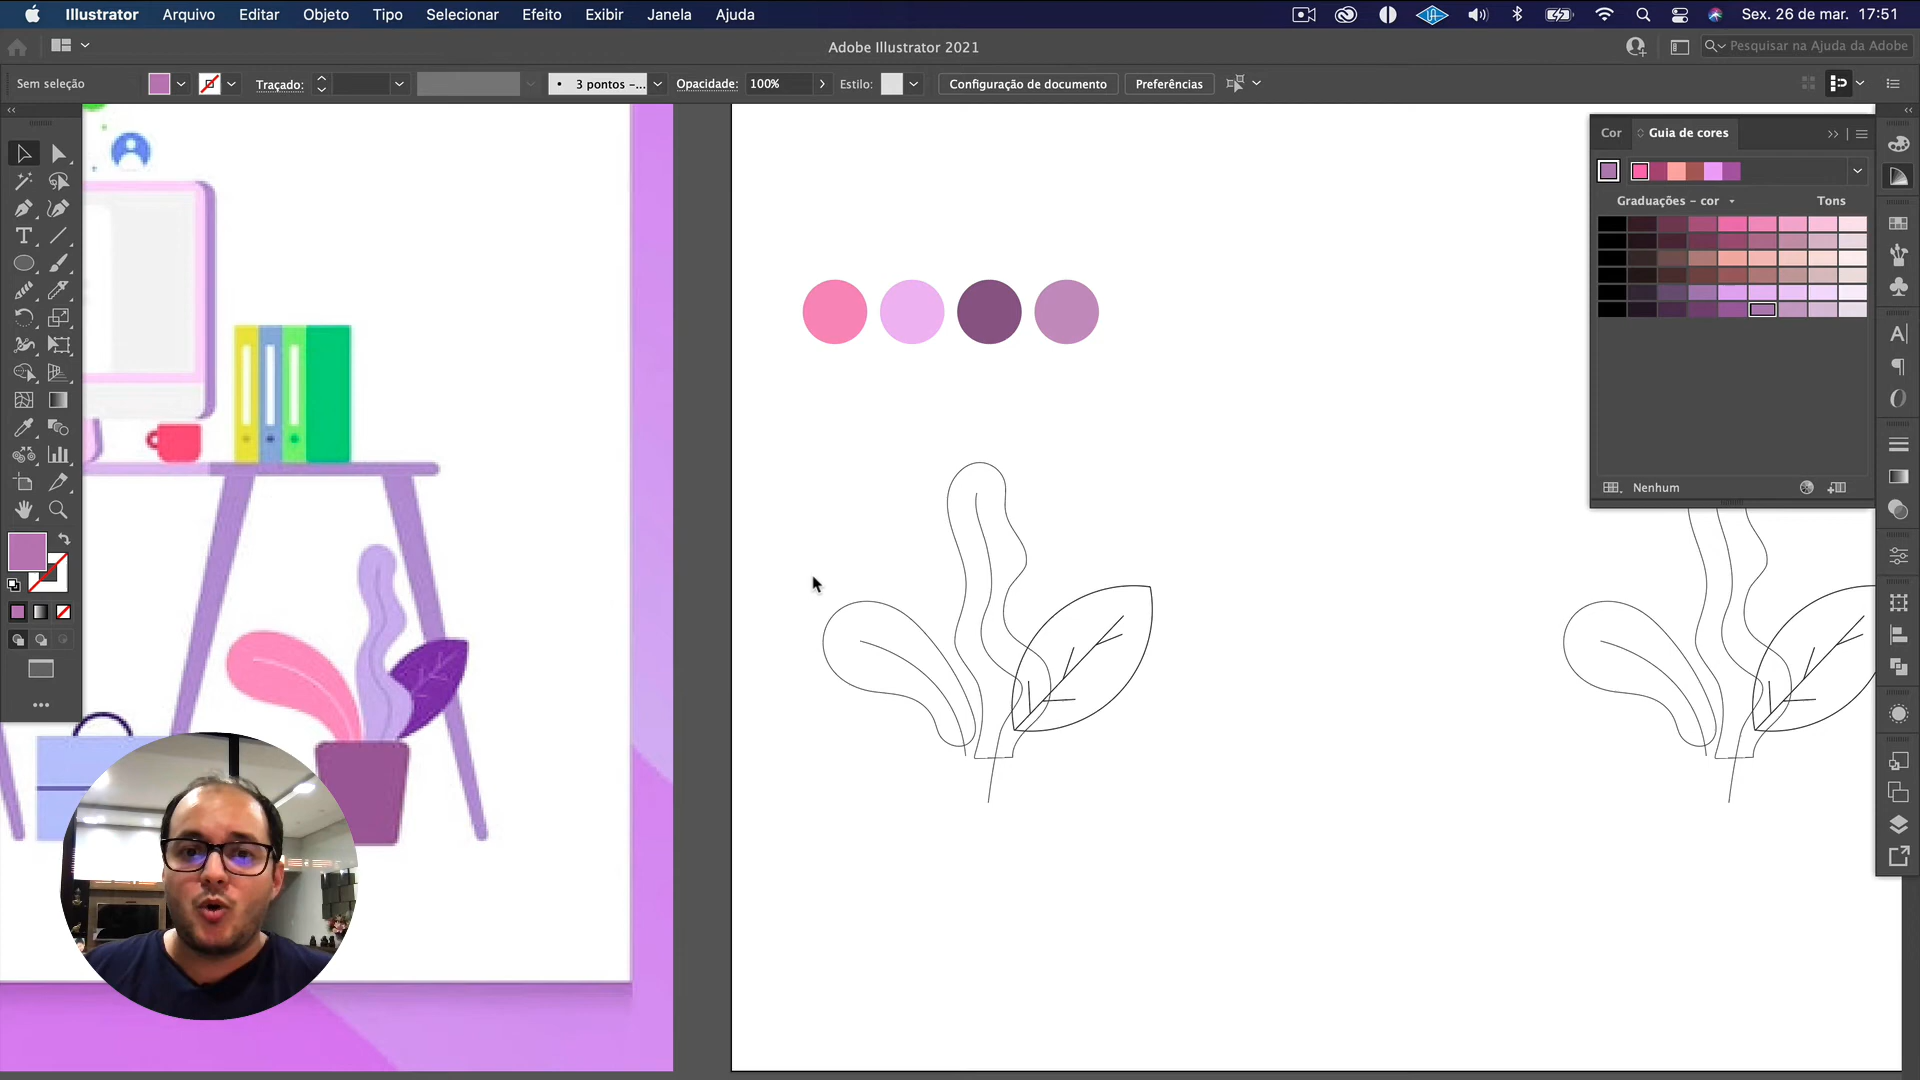 Illustrator Arquivo Editar Objeto Tipo Selecionar Efeito Exibir Janela Ajuda Sex. 26 de mar. 17:51
Adobe Illustrator 2021 Pesquisar na Ajuda da Adobe
Sem seleção Traçado: 3 pontos –... Opacidade: 100% Estilo: Configuração de documento Preferências
Cor Guia de cores
Graduações – cor Tons
Nenhum